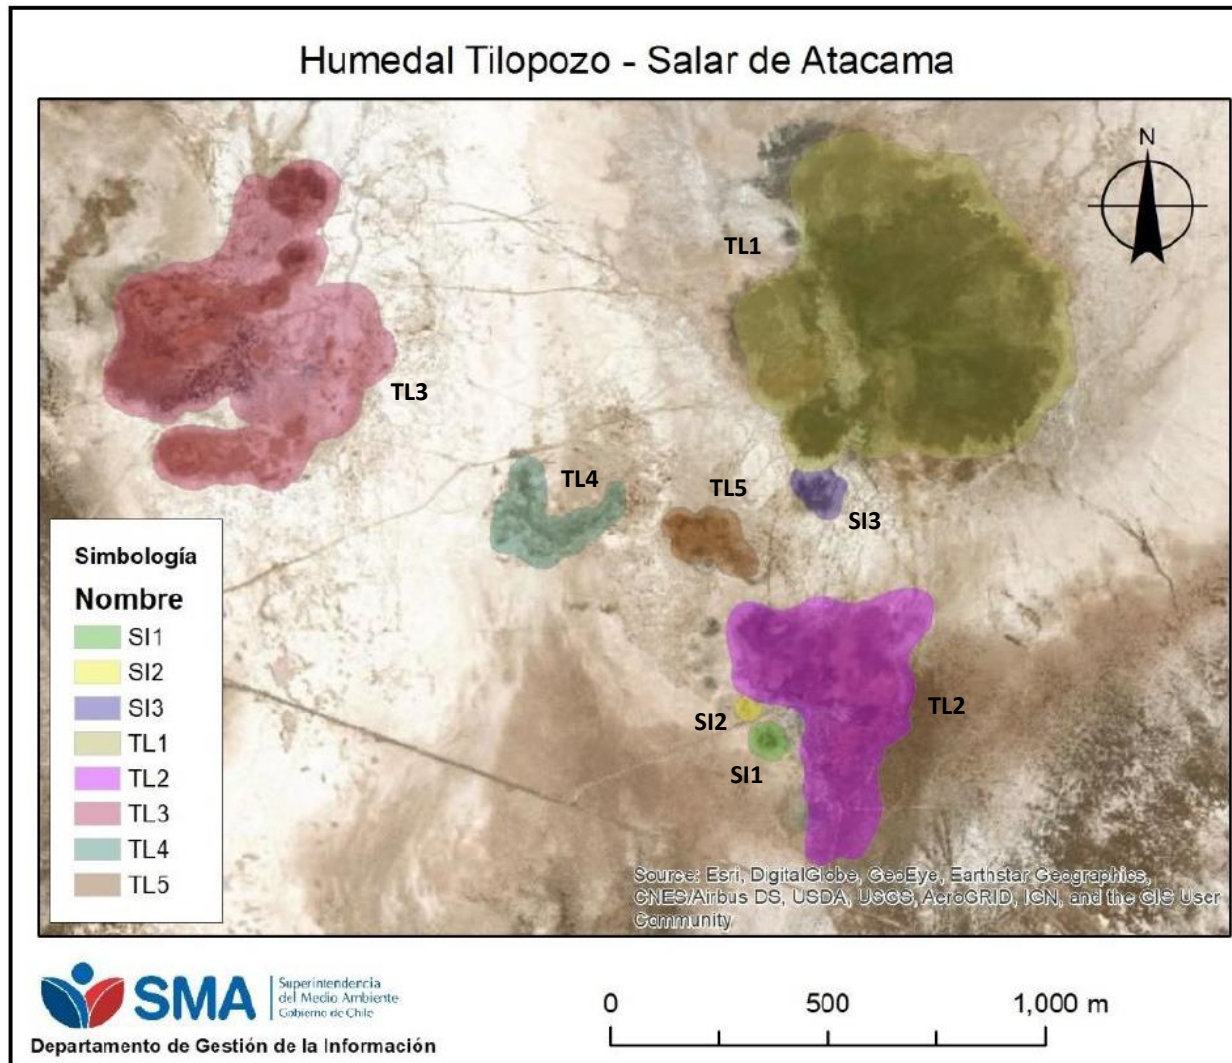 Humedal Tilopozo - Salar de Atacama
N
TL1
TL3
TL4
TL5
SI3
TL2
SI2
SI1
Simbología
Nombre
SI1
SI2
SI3
TL1
TL2
TL3
TL4
TL5
Source: Esri, DigitalGlobe, GeoEye, Earthstar Geographics,
CNES/Airbus DS, USDA, USGS, AeroGRID, IGN, and the GIS User
Community
SMA
Superintendencia
del Medio Ambiente
Gobierno de Chile
Departamento de Gestión de la Información
0 500 1,000 m